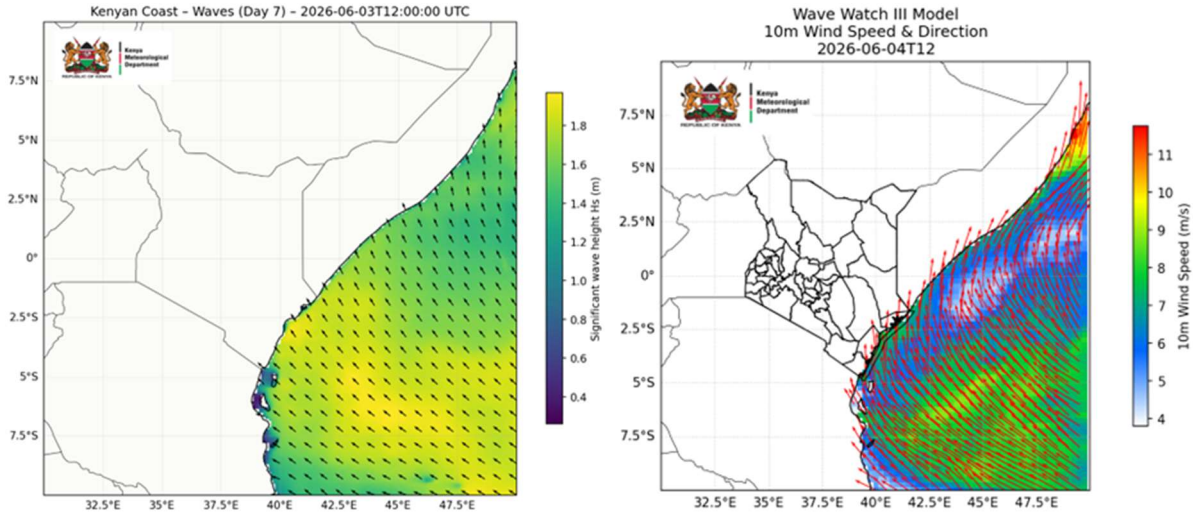 Kenyan Coast – Waves (Day 7) – 2026-06-03T12:00:00 UTC
Kenya
Meteorological
Department
REPUBLIC OF KENYA
7.5°N
5°N
2.5°N
0°
2.5°S
5°S
7.5°S
32.5°E 35°E 37.5°E 40°E 42.5°E 45°E 47.5°E
1.8
1.6
1.4
1.2
1.0
0.8
0.6
0.4
Significant wave height Hs (m)
Wave Watch III Model
10m Wind Speed & Direction
2026-06-04T12
Kenya
Meteorological
Department
REPUBLIC OF KENYA
7.5°N
5°N
2.5°N
0°
2.5°S
5°S
7.5°S
32.5°E 35°E 37.5°E 40°E 42.5°E 45°E 47.5°E
11
10
9
8
7
6
5
4
10m Wind Speed (m/s)